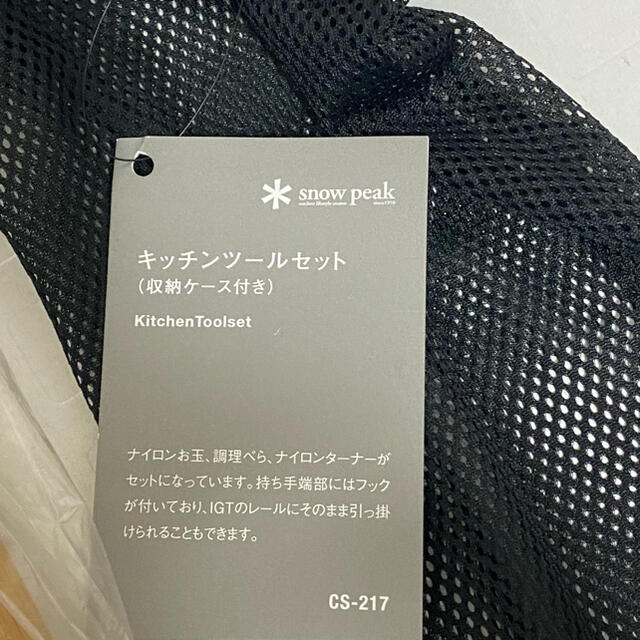 snow peak
outdoor lifestyle creator
since1958
キッチンツールセット
(収納ケース付き)
KitchenToolset
ナイロンお玉、調理べら、ナイロンターナーが
セットになっています。持ち手端部にはフック
が付いており、IGTのレールにそのまま引っ掛
けられることもできます。
CS-217